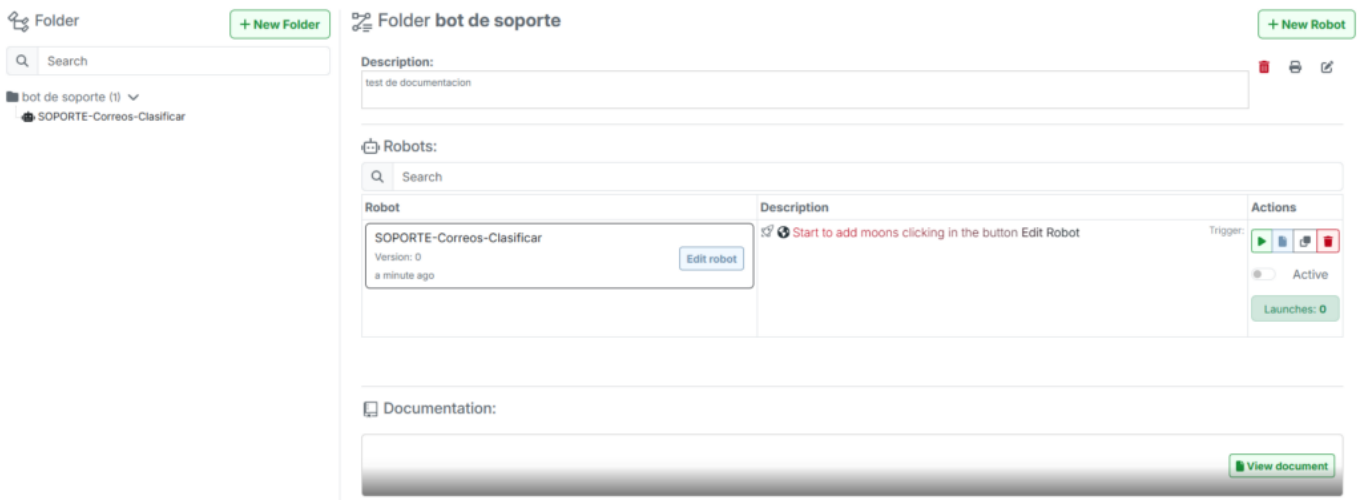 Folder
+ New Folder
Search
bot de soporte (1)
SOPORTE-Correos-Clasificar
Folder bot de soporte
+ New Robot
Description:
test de documentacion
Robots:
Search
Robot
Description
Actions
SOPORTE-Correos-Clasificar
Version: 0
a minute ago
Edit robot
Start to add moons clicking in the button Edit Robot
Trigger:
Active
Launches: 0
Documentation:
View document